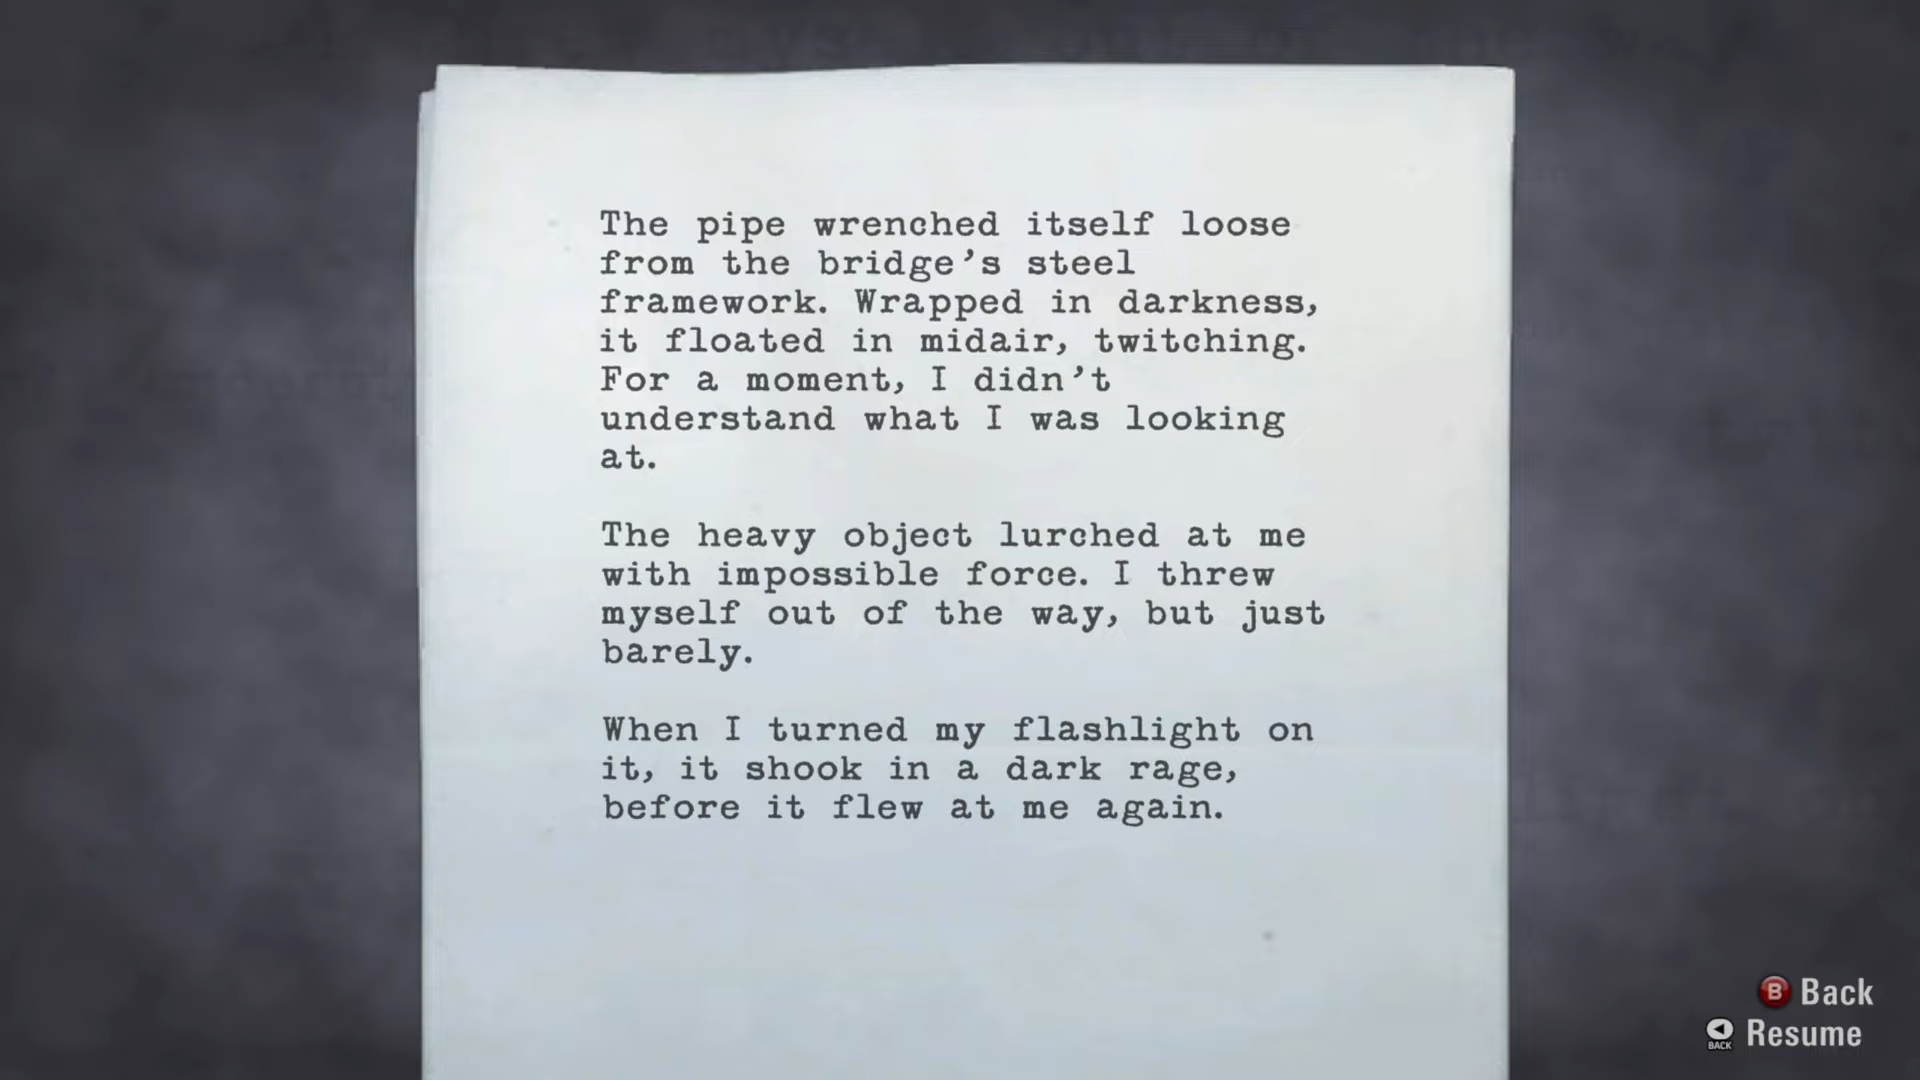 The pipe wrenched itself loose
from the bridge’s steel
framework. Wrapped in darkness,
it floated in midair, twitching.
For a moment, I didn’t
understand what I was looking
at.
The heavy object lurched at me
with impossible force. I threw
myself out of the way, but just
barely.
When I turned my flashlight on
it, it shook in a dark rage,
before it flew at me again.
B Back
BACK Resume